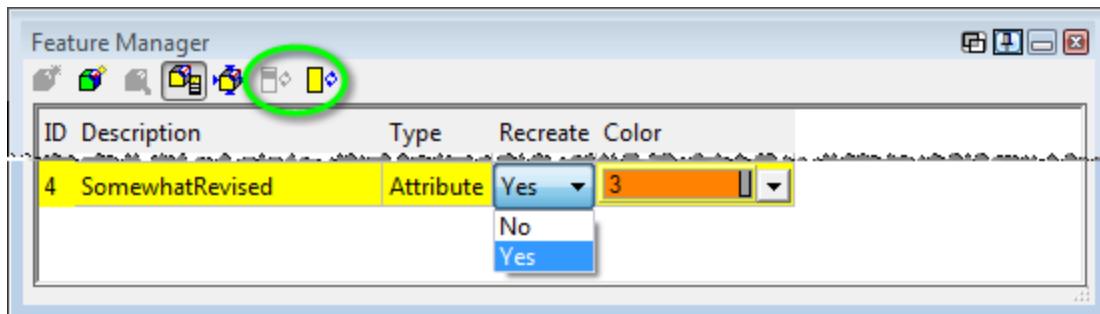 Feature Manager
ID Description Type Recreate Color
4 SomewhatRevised Attribute Yes 3
No
Yes